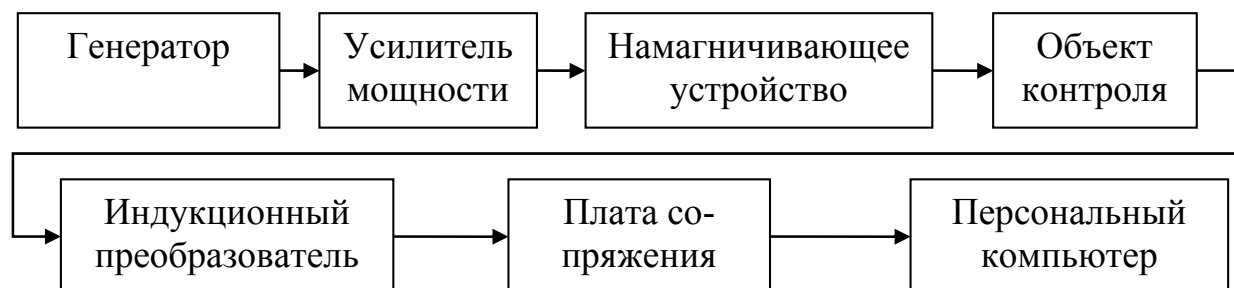 Генератор
Усилитель
мощности
Намагничивающее
устройство
Объект
контроля
Индукционный
преобразователь
Плата со-
пряжения
Персональный
компьютер